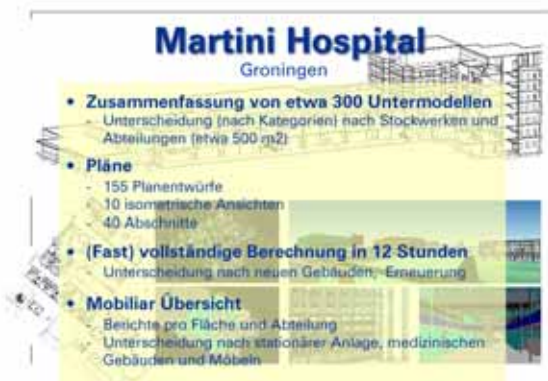 Martini Hospital
Groningen
• Zusammenfassung von etwa 300 Untermodellen
- Unterscheidung (nach Kategorien) nach Stockwerken und
Abteilungen (etwa 500 m2)
• Pläne
- 155 Planentwürfe
- 10 isometrische Ansichten
- 40 Abschnitte
• (Fast) vollständige Berechnung in 12 Stunden
- Unterscheidung nach neuen Gebäuden, Erneuerung
• Mobiliar Übersicht
- Berichte pro Fläche und Abteilung
- Unterscheidung nach stationärer Anlage, medizinischen
Gebäuden und Möbeln